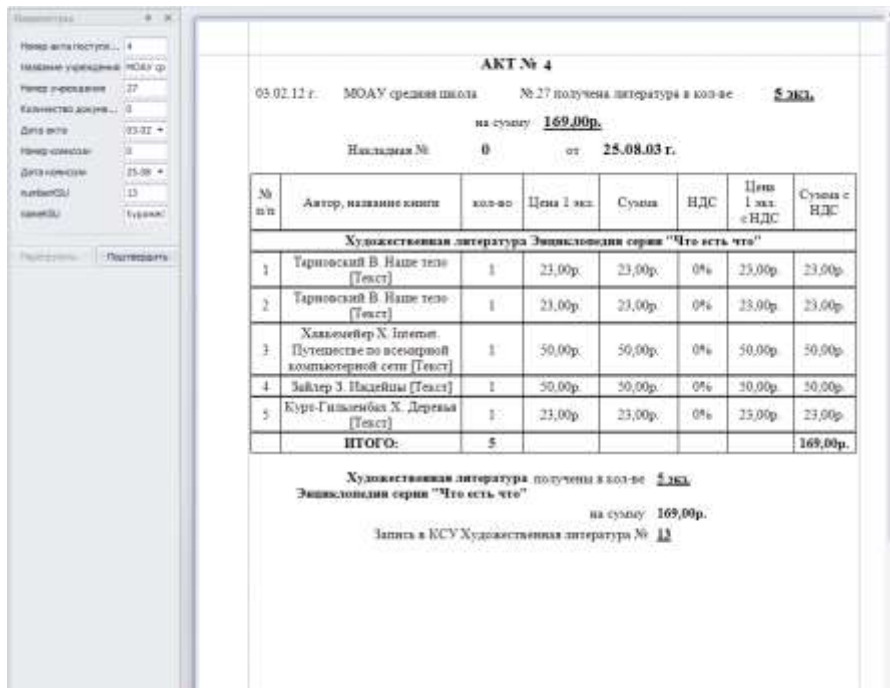 Параметры
Номер акта поступл... 4
Название учреждения МОАУ ср
Номер учреждения 27
Количество докуме... 0
Дата акта 03.02
Номер комиссии 0
Дата комиссии 25.08
numberKSU 13
nameKSU Художес
Перегрузить Подтвердить
АКТ № 4
03.02.12 г. МОАУ средняя школа № 27 получена литература в кол-ве 5 экз.
на сумму 169,00р.
Накладная № 0 от 25.08.03 г.
№ п/п Автор, название книги кол-во Цена 1 экз. Сумма НДС Цена 1 экз. с НДС Сумма с НДС
Художественная литература Энциклопедия серии "Что есть что"
1 Тарновский В. Наше тело [Текст] 1 23,00р. 23,00р. 0% 23,00р. 23,00р.
2 Тарновский В. Наше тело [Текст] 1 23,00р. 23,00р. 0% 23,00р. 23,00р.
3 Internet. Путешестве по всемирной компьютерной сети [Текст] 1 50,00р. 50,00р. 0% 50,00р. 50,00р.
4 Зайлер З. Индейцы [Текст] 1 50,00р. 50,00р. 0% 50,00р. 50,00р.
5 Х. Деревья [Текст] 1 23,00р. 23,00р. 0% 23,00р. 23,00р.
ИТОГО: 5 169,00р.
Художественная литература получены в кол-ве 5 экз.
Энциклопедия серии "Что есть что"
на сумму 169,00р.
Запись в КСУ Художественная литература № 13